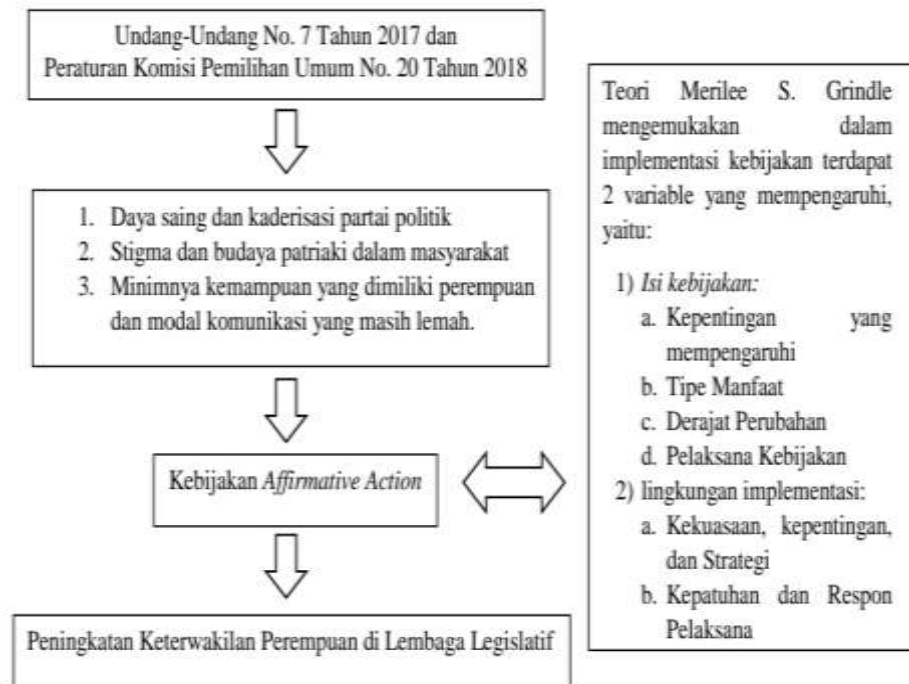 Undang-Undang No. 7 Tahun 2017 dan
Peraturan Komisi Pemilihan Umum No. 20 Tahun 2018
1. Daya saing dan kaderisasi partai politik
2. Stigma dan budaya patriaki dalam masyarakat
3. Minimnya kemampuan yang dimiliki perempuan
dan modal komunikasi yang masih lemah.
Kebijakan Affirmative Action
Peningkatan Keterwakilan Perempuan di Lembaga Legislatif
Teori Merilee S. Grindle
mengemukakan dalam
implementasi kebijakan terdapat
2 variable yang mempengaruhi,
yaitu:
1) Isi kebijakan:
a. Kepentingan yang
mempengaruhi
b. Tipe Manfaat
c. Derajat Perubahan
d. Pelaksana Kebijakan
2) lingkungan implementasi:
a. Kekuasaan, kepentingan,
dan Strategi
b. Kepatuhan dan Respon
Pelaksana